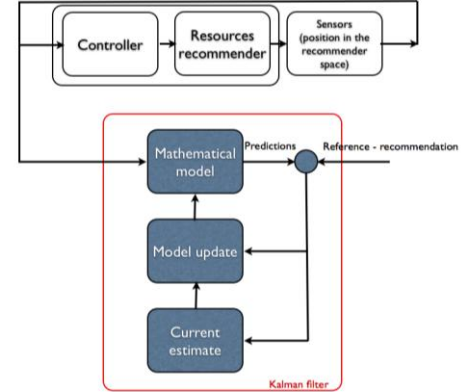 Controller
Resources
recommender
Sensors
(position in the
recommender
space)
Mathematical
model
Predictions
Reference - recommendation
Model update
Current
estimate
Kalman filter